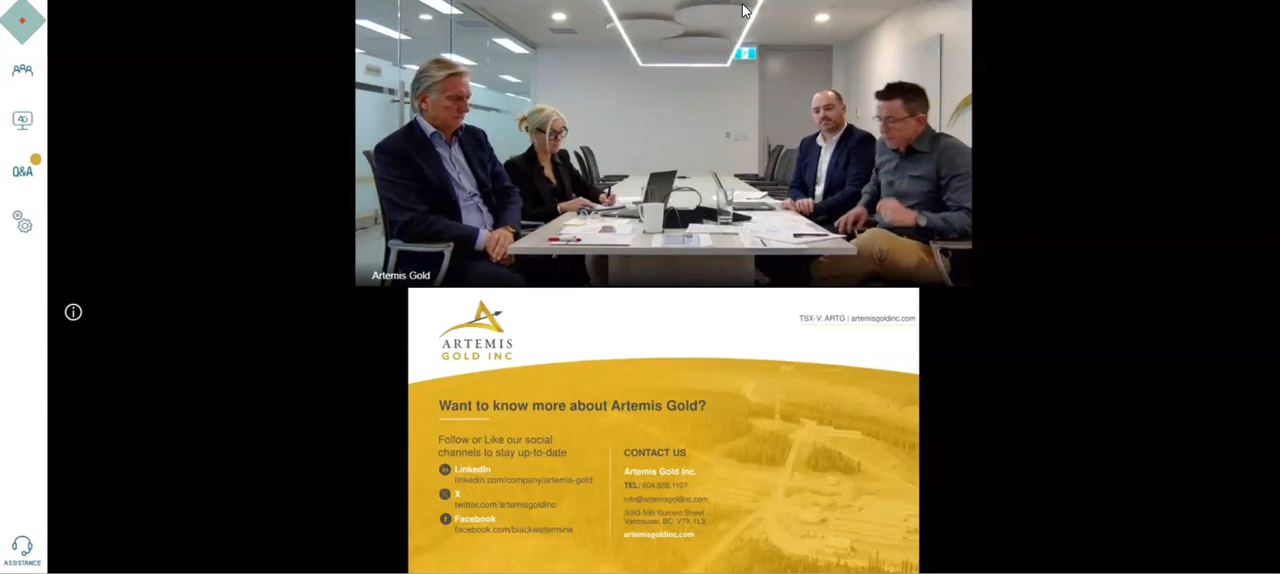 Q&A
ASSISTANCE
Artemis Gold
ARTEMIS
GOLD INC
TSX-V: ARTG | artemisgoldinc.com
Want to know more about Artemis Gold?
Follow or Like our social
channels to stay up-to-date
in LinkedIn
linkedin.com/company/artemis-gold
X
twitter.com/artemisgoldinc
f Facebook
facebook.com/blackwatermine
CONTACT US
Artemis Gold Inc.
TEL: 604.558.1107
info@artemisgoldinc.com
3083-595 Burrard Street
Vancouver, BC V7X 1L3
artemisgoldinc.com